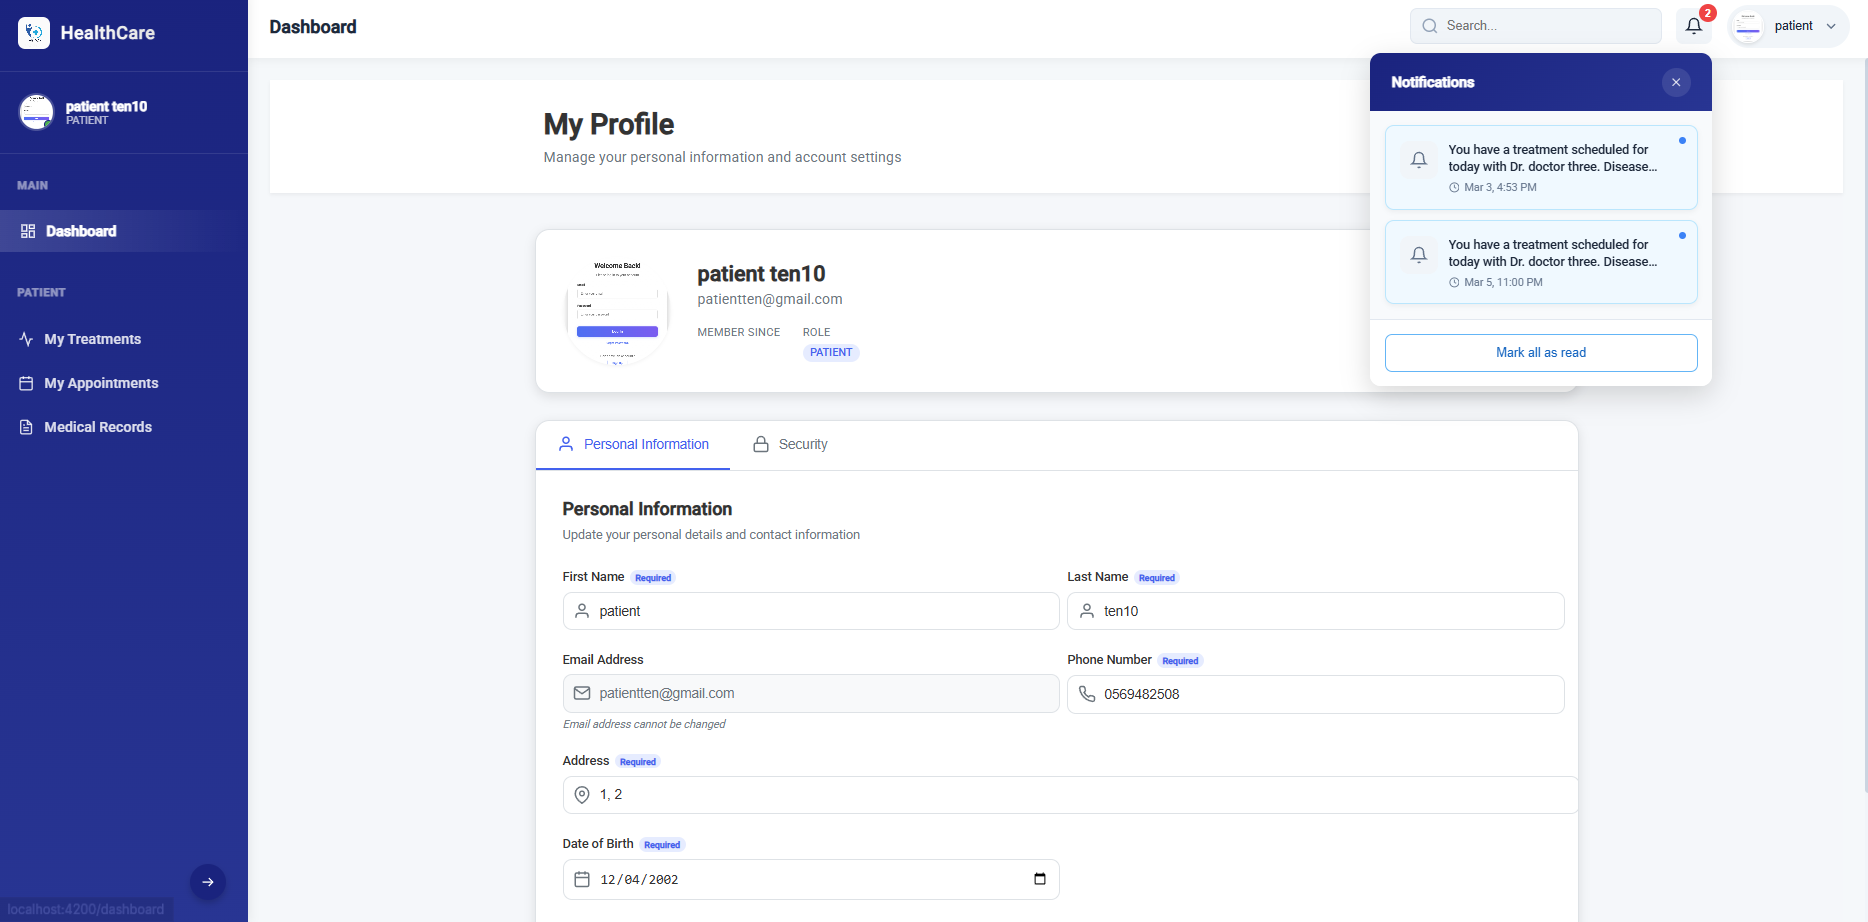 HealthCare
patient ten10
PATIENT
MAIN
Dashboard
PATIENT
My Treatments
My Appointments
Medical Records
localhost:4200/dashboard
Dashboard
Search...
2
patient
My Profile
Manage your personal information and account settings
Notifications
You have a treatment scheduled for
today with Dr. doctor three. Disease...
Mar 3, 4:53 PM
You have a treatment scheduled for
today with Dr. doctor three. Disease...
Mar 5, 11:00 PM
Mark all as read
Welcome Back!
patient ten10
patientten@gmail.com
MEMBER SINCE ROLE
PATIENT
Personal Information Security
Personal Information
Update your personal details and contact information
First Name Required Last Name Required
patient ten10
Email Address Phone Number Required
patientten@gmail.com 0569482508
Email address cannot be changed
Address Required
1, 2
Date of Birth Required
12/04/2002